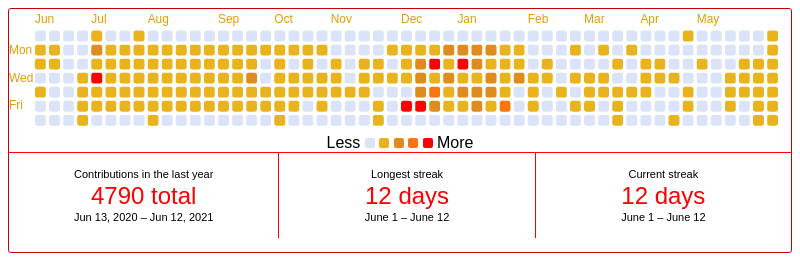 Jun Jul Aug Sep Oct Nov Dec Jan Feb Mar Apr May
Mon
Wed
Fri
Less More
Contributions in the last year
4790 total
Jun 13, 2020 – Jun 12, 2021
Longest streak
12 days
June 1 – June 12
Current streak
12 days
June 1 – June 12